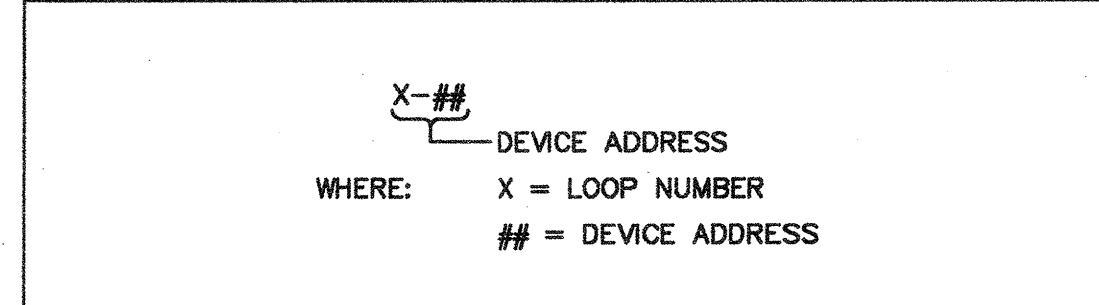 X-##
DEVICE ADDRESS
WHERE: X = LOOP NUMBER
## = DEVICE ADDRESS